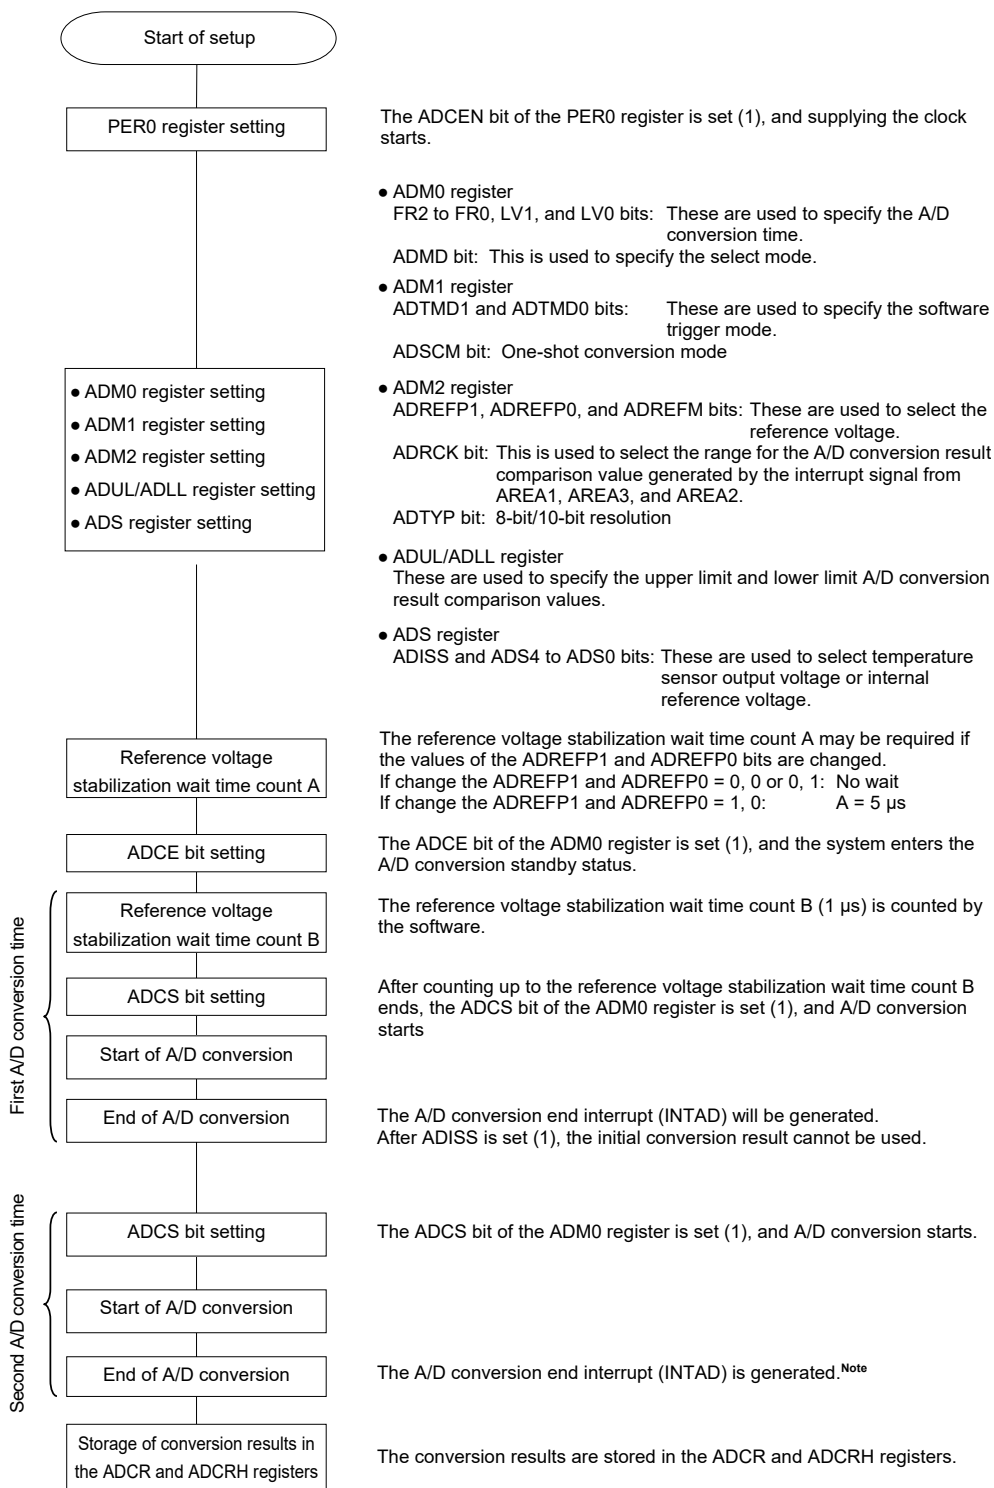 Start of setup
PER0 register setting
The ADCEN bit of the PER0 register is set (1), and supplying the clock
starts.
● ADM0 register
FR2 to FR0, LV1, and LV0 bits: These are used to specify the A/D
conversion time.
ADMD bit: This is used to specify the select mode.
● ADM1 register
ADTMD1 and ADTMD0 bits: These are used to specify the software
trigger mode.
ADSCM bit: One-shot conversion mode
● ADM0 register setting
● ADM1 register setting
● ADM2 register setting
● ADUL/ADLL register setting
● ADS register setting
● ADM2 register
ADREFP1, ADREFP0, and ADREFM bits: These are used to select the
reference voltage.
ADRCK bit: This is used to select the range for the A/D conversion result
comparison value generated by the interrupt signal from
AREA1, AREA3, and AREA2.
ADTYP bit: 8-bit/10-bit resolution
● ADUL/ADLL register
These are used to specify the upper limit and lower limit A/D conversion
result comparison values.
● ADS register
ADISS and ADS4 to ADS0 bits: These are used to select temperature
sensor output voltage or internal
reference voltage.
Reference voltage
stabilization wait time count A
The reference voltage stabilization wait time count A may be required if
the values of the ADREFP1 and ADREFP0 bits are changed.
If change the ADREFP1 and ADREFP0 = 0, 0 or 0, 1: No wait
If change the ADREFP1 and ADREFP0 = 1, 0: A = 5 µs
ADCE bit setting
The ADCE bit of the ADM0 register is set (1), and the system enters the
A/D conversion standby status.
First A/D conversion time
Reference voltage
stabilization wait time count B
The reference voltage stabilization wait time count B (1 µs) is counted by
the software.
ADCS bit setting
After counting up to the reference voltage stabilization wait time count B
ends, the ADCS bit of the ADM0 register is set (1), and A/D conversion
starts
Start of A/D conversion
End of A/D conversion
The A/D conversion end interrupt (INTAD) will be generated.
After ADISS is set (1), the initial conversion result cannot be used.
Second A/D conversion time
ADCS bit setting
The ADCS bit of the ADM0 register is set (1), and A/D conversion starts.
Start of A/D conversion
End of A/D conversion
The A/D conversion end interrupt (INTAD) is generated.Note
Storage of conversion results in
the ADCR and ADCRH registers
The conversion results are stored in the ADCR and ADCRH registers.